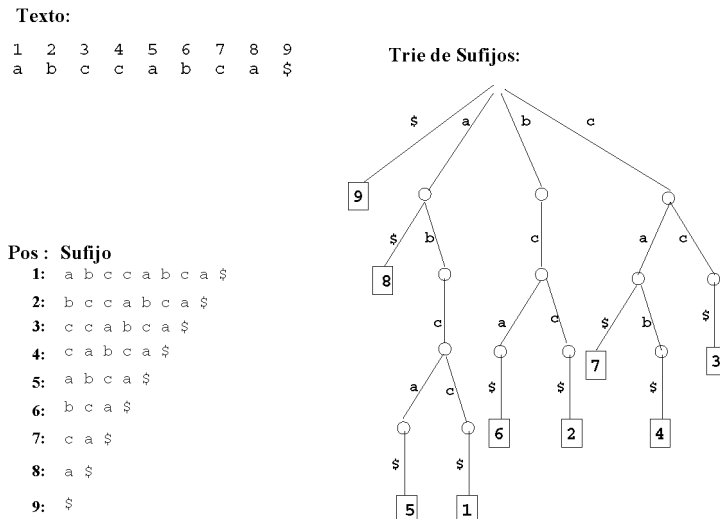 Texto:
1 2 3 4 5 6 7 8 9
a b c c a b c a $
Trie de Sufijos:
$ a b c
9
$ b c a c
8
c a c $ b $
7 3
a c $ $ $
6 2 4
$ $
5 1
Pos : Sufijo
1: a b c c a b c a $
2: b c c a b c a $
3: c c a b c a $
4: c a b c a $
5: a b c a $
6: b c a $
7: c a $
8: a $
9: $